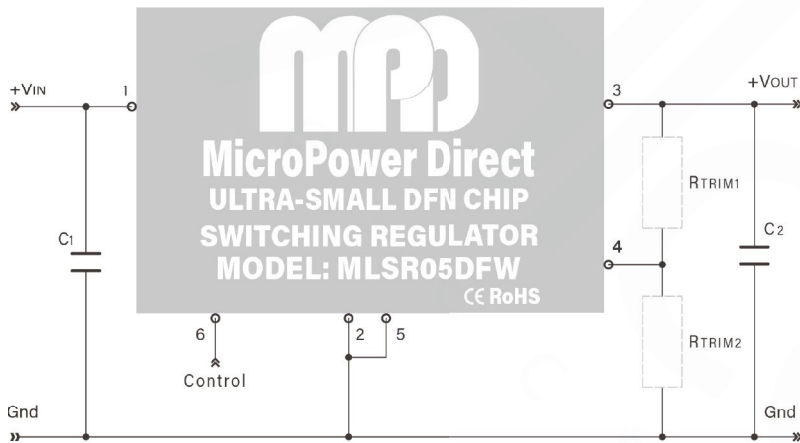 MPD
+VIN
1
3
+VOUT
MicroPower Direct
ULTRA-SMALL DFN CHIP
SWITCHING REGULATOR
MODEL: MLSR05DFW
CE RoHS
RTRIM1
C1
4
C2
6
2
5
RTRIM2
Control
Gnd
Gnd